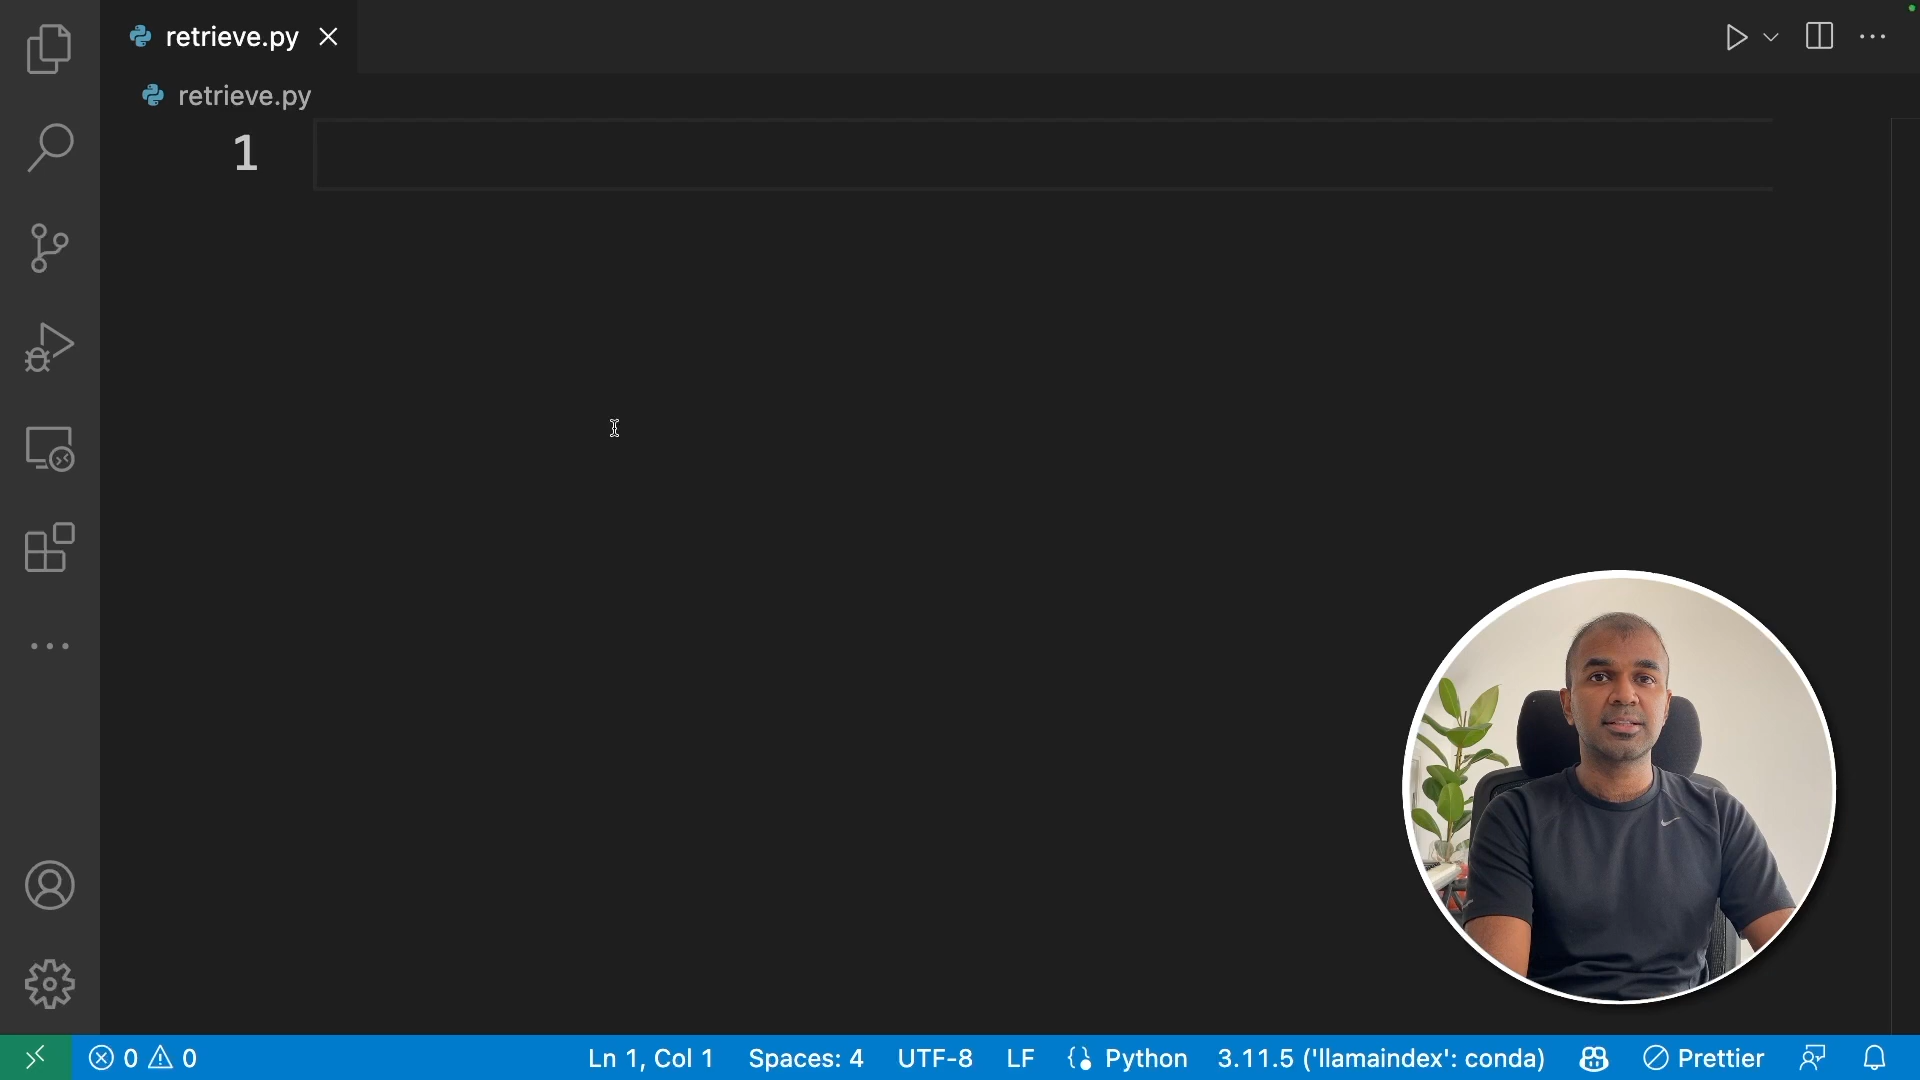 retrieve.py
retrieve.py
1
0 0 Ln 1, Col 1 Spaces: 4 UTF-8 LF Python 3.11.5 ('llamaindex': conda) Prettier